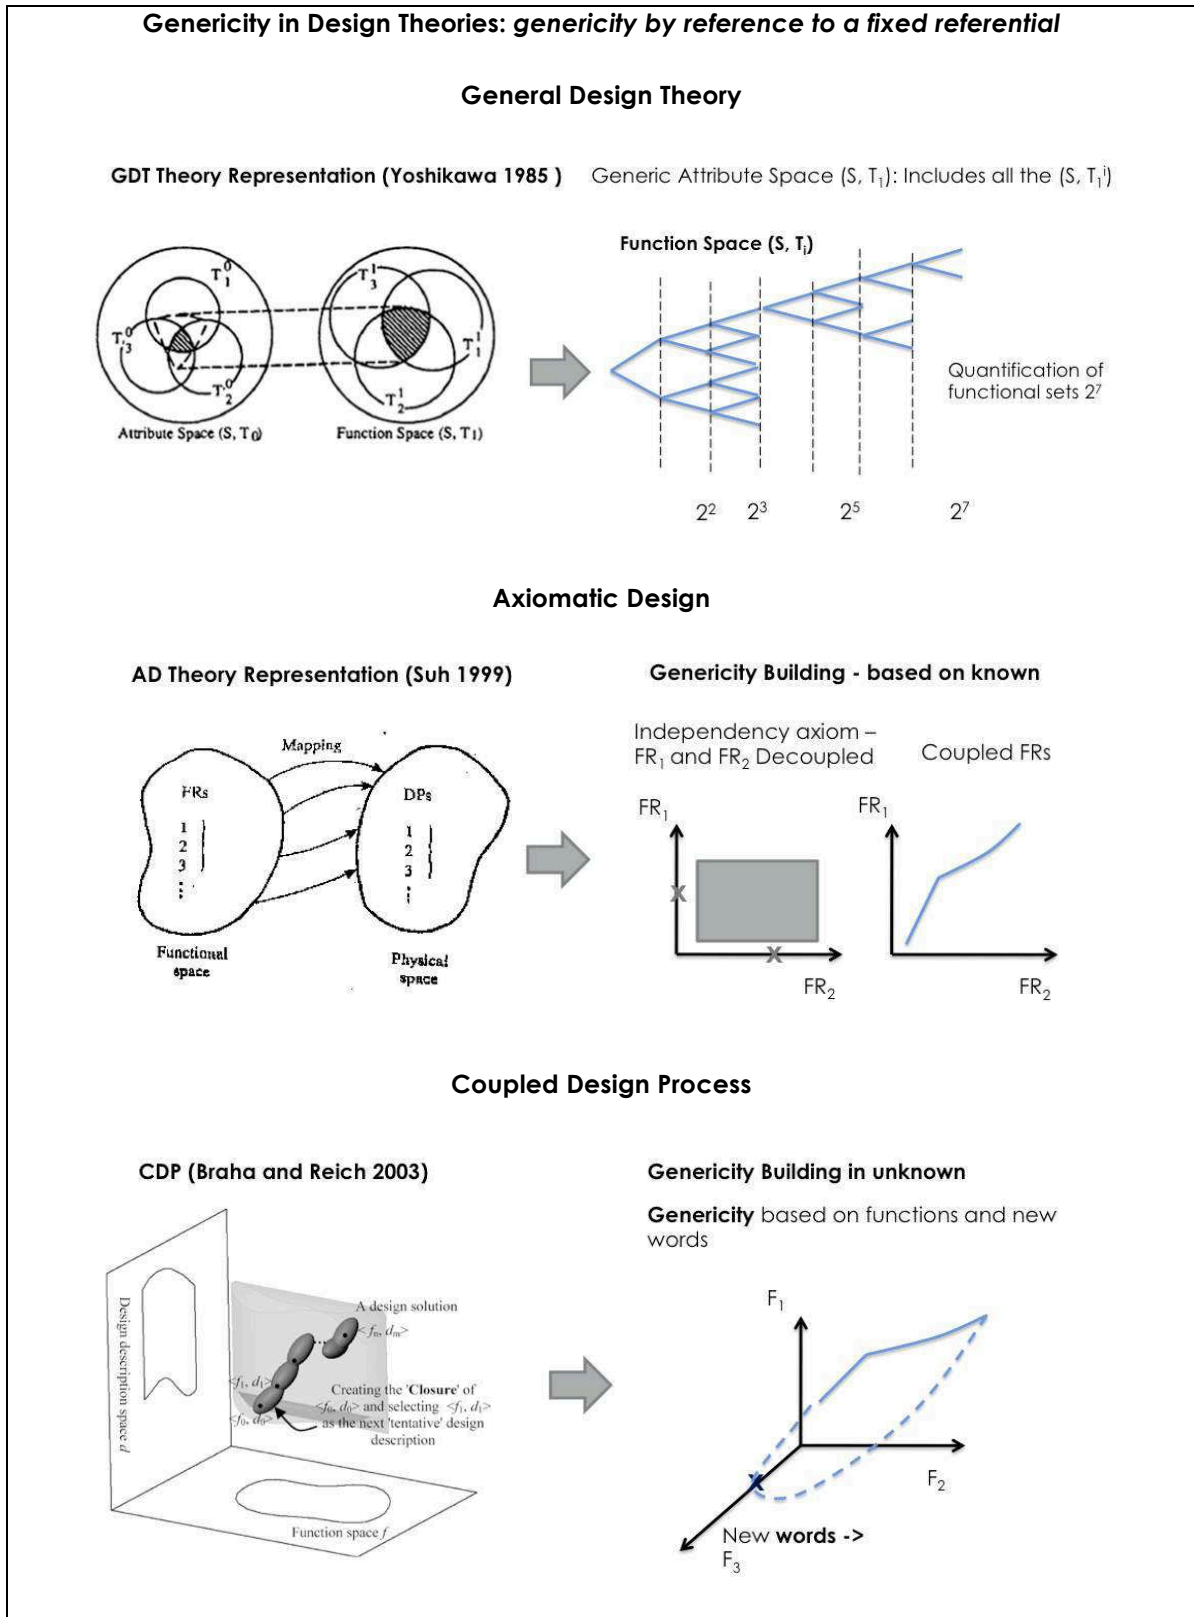 Genericity in Design Theories: genericity by reference to a fixed referential
General Design Theory
GDT Theory Representation (Yoshikawa 1985 )
Generic Attribute Space (S, T₁): Includes all the (S, T₁ⁱ)
T₁⁰
T₃⁰
T₂⁰
Attribute Space (S, T₀)
T₃¹
T₁¹
T₂¹
Function Space (S, T₁)
Function Space (S, Tᵢ)
Quantification of
functional sets 2⁷
2² 2³ 2⁵ 2⁷
Axiomatic Design
AD Theory Representation (Suh 1999)
Mapping
FRs
1
2
3
Functional
space
DPs
1
2
3
Physical
space
Genericity Building - based on known
Independency axiom –
FR₁ and FR₂ Decoupled
FR₁
X
X
FR₂
Coupled FRs
FR₁
FR₂
Coupled Design Process
CDP (Braha and Reich 2003)
Design description space d
A design solution
<fₙ, dₘ>
<f₁, d₁>
<f₀, d₀>
Creating the 'Closure' of
<f₀, d₀> and selecting <f₁, d₁>
as the next 'tentative' design
description
Function space f
Genericity Building in unknown
Genericity based on functions and new
words
F₁
F₂
X
New words ->
F₃